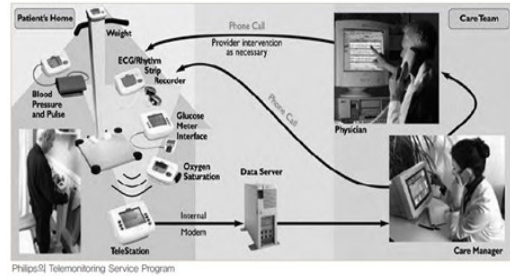 Patient's Home
Care Team
Weight
Phone Call
Provider intervention
as necessary
ECG/Rhythm
Strip
Recorder
Blood
Pressure
and Pulse
Glucose
Meter
Interface
Phone Call
Physician
Oxygen
Saturation
Data Server
Internal
Modem
TeleStation
Care Manager
Philips의 Telemonitoring Service Program